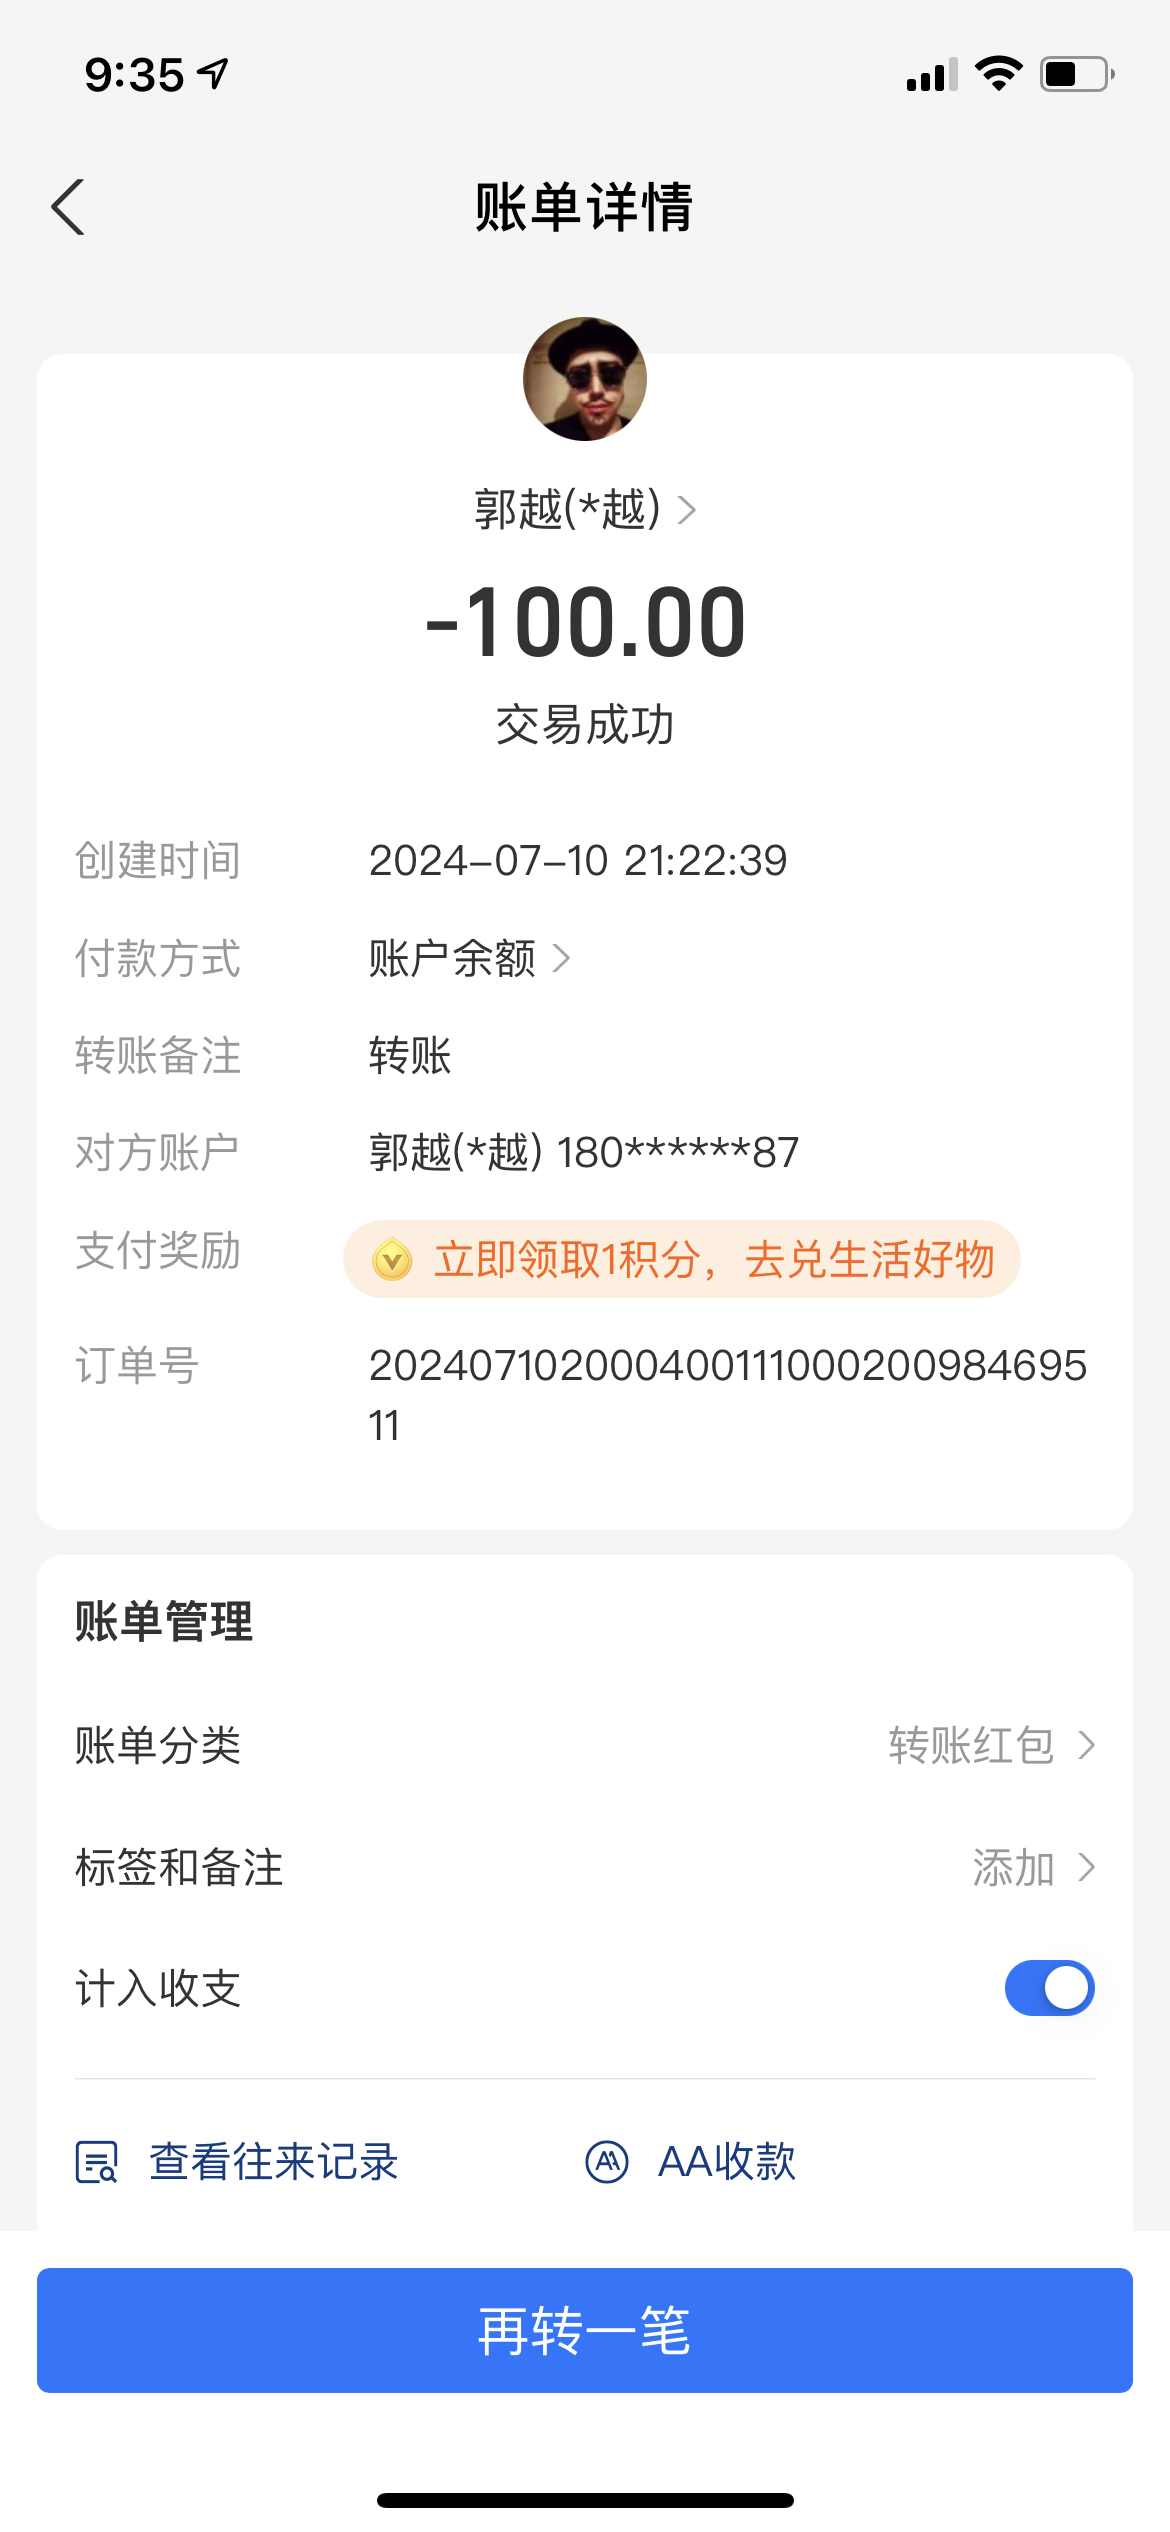 9:35
账单详情
郭越(*越)
-100.00
交易成功
创建时间 2024-07-10 21:22:39
付款方式 账户余额
转账备注 转账
对方账户 郭越(*越) 180******87
支付奖励 立即领取1积分，去兑生活好物
订单号 202407102000400111000200984695
11
账单管理
账单分类 转账红包
标签和备注 添加
计入收支
查看往来记录 AA收款
再转一笔